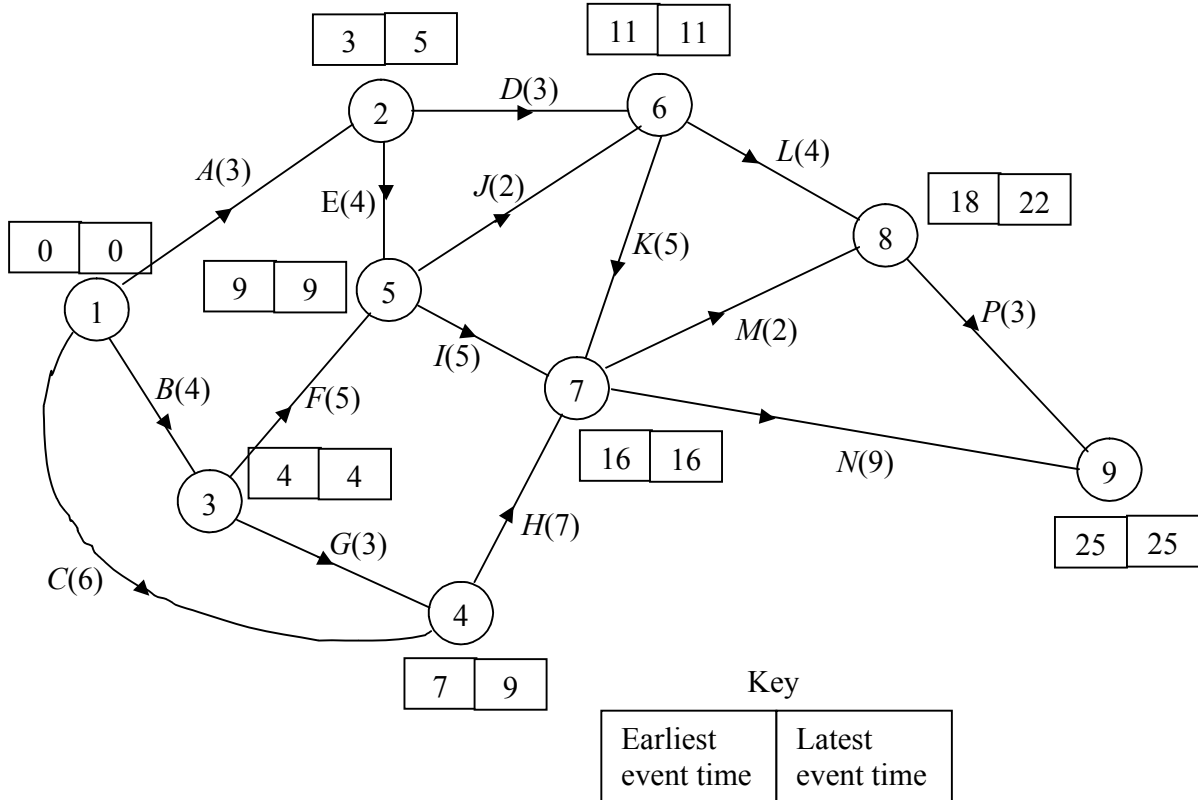 3 5
11 11
2
D(3)
6
A(3)
L(4)
E(4)
J(2)
18 22
0 0
8
K(5)
9 9
5
1
P(3)
M(2)
I(5)
B(4)
F(5)
7
4 4
16 16
N(9)
9
3
H(7)
G(3)
25 25
C(6)
4
7 9
Key
Earliest
event time
Latest
event time